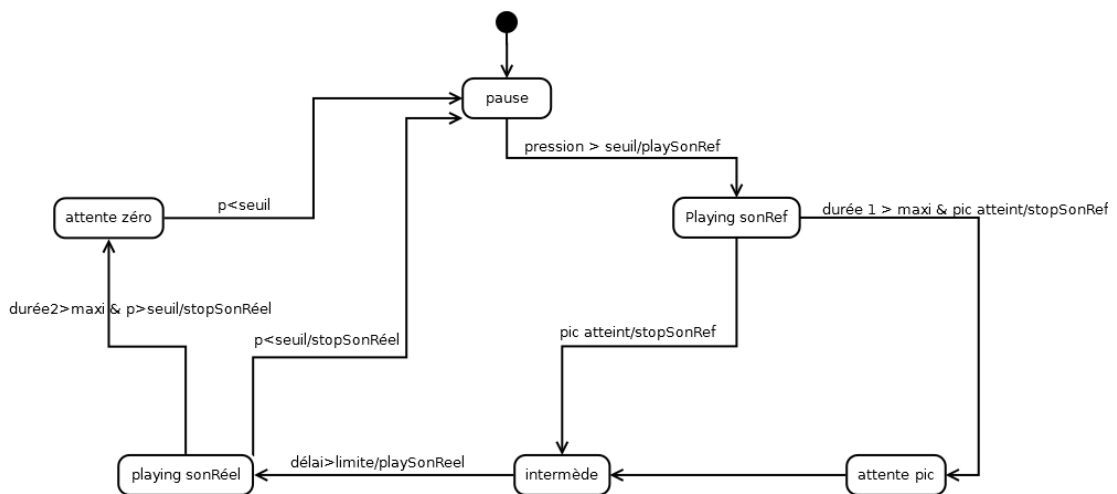 pause
pression > seuil/playSonRef
attente zéro
p<seuil
Playing sonRef
durée 1 > maxi & pic atteint/stopSonRef
durée2>maxi & p>seuil/stopSonRéel
p<seuil/stopSonRéel
pic atteint/stopSonRef
playing sonRéel
délai>limite/playSonReel
intermède
attente pic